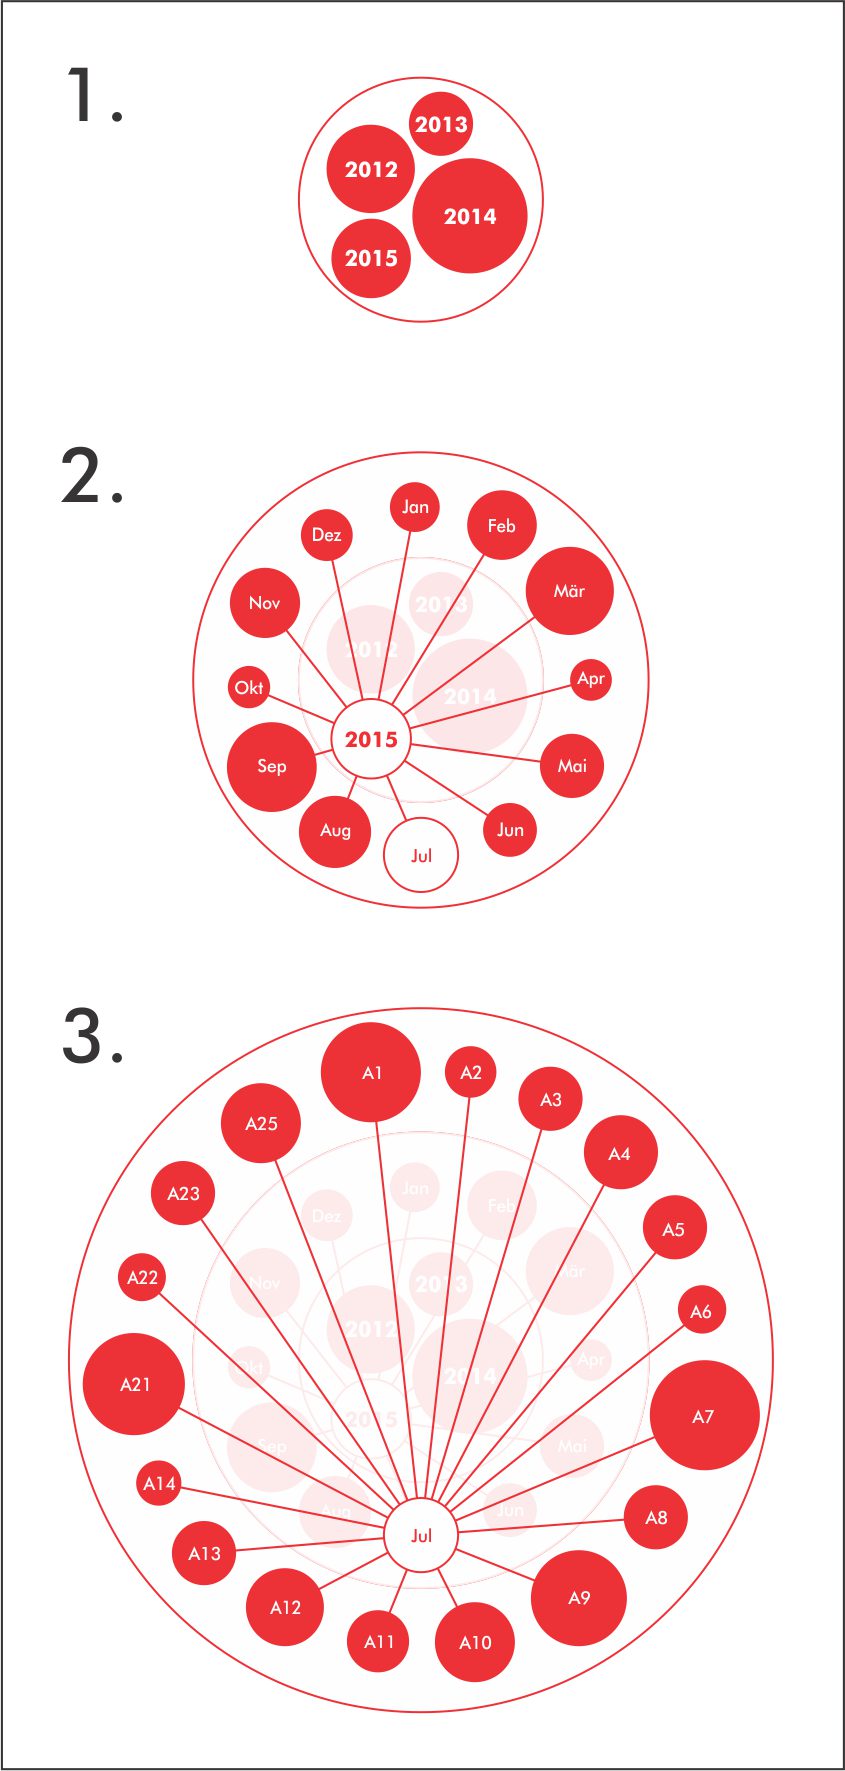 1.
2013
2012
2014
2015
2.
Jan
Feb
Dez
Mär
Nov
2013
2012
Apr
Okt
2014
2015
Sep
Mai
Aug
Jun
Jul
3.
A1
A2
A3
A25
A4
A23
Jan
Feb
Dez
A5
A22
Nov
2013
Mär
A6
2012
Okt
Apr
2014
A21
A7
2015
Sep
Mai
A14
Aug
Jun
A8
Jul
A13
A9
A12
A11
A10